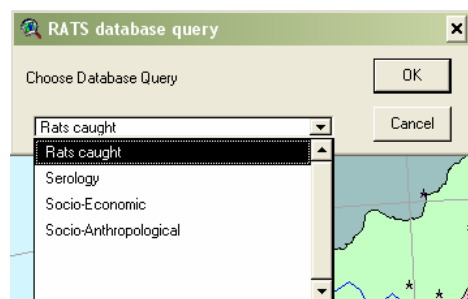 RATS database query
Choose Database Query
OK
Rats caught
Cancel
Rats caught
Serology
Socio-Economic
Socio-Anthropological